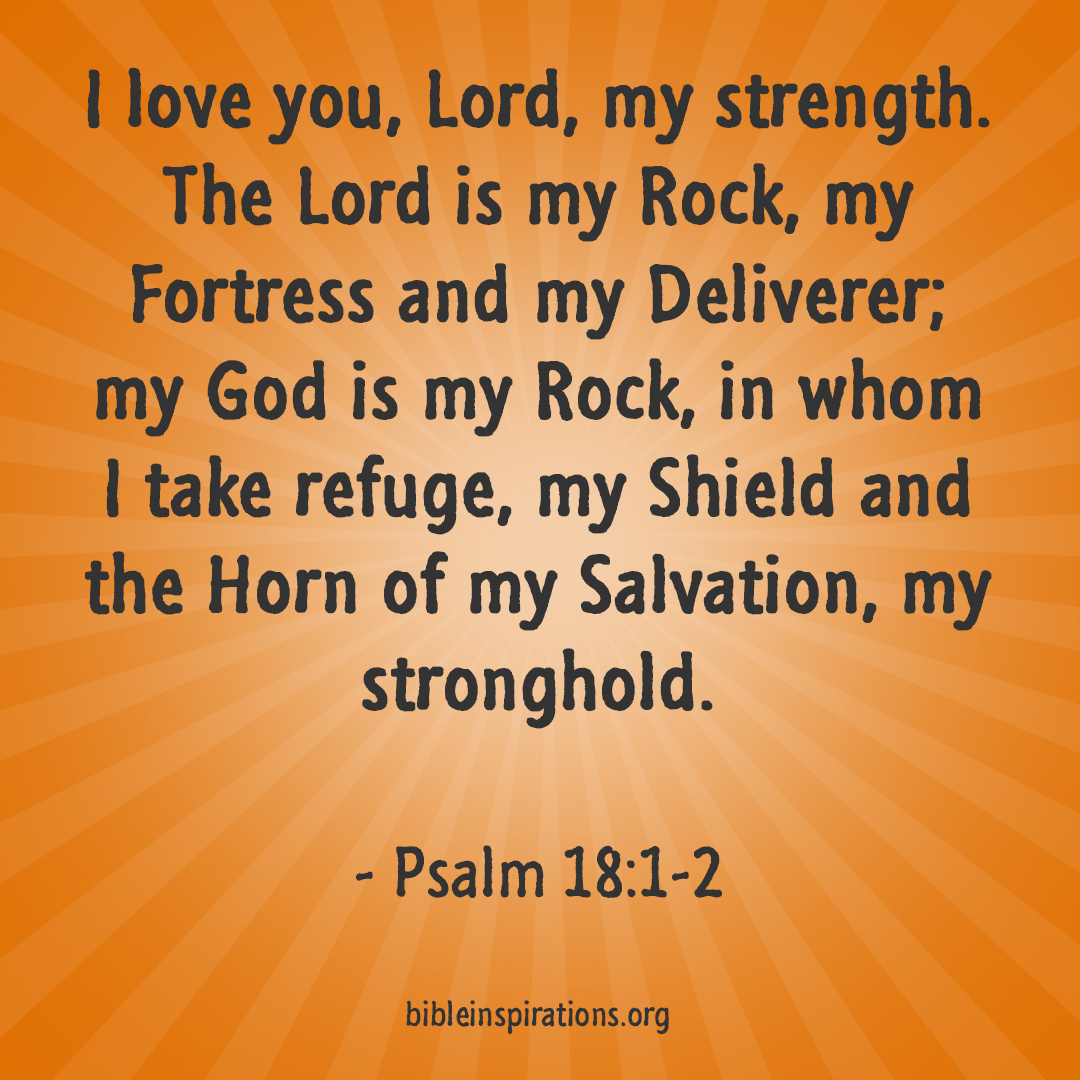 I love you, Lord, my strength.
The Lord is my Rock, my
Fortress and my Deliverer;
my God is my Rock, in whom
I take refuge, my Shield and
the Horn of my Salvation, my
stronghold.
- Psalm 18:1-2
bibleinspirations.org